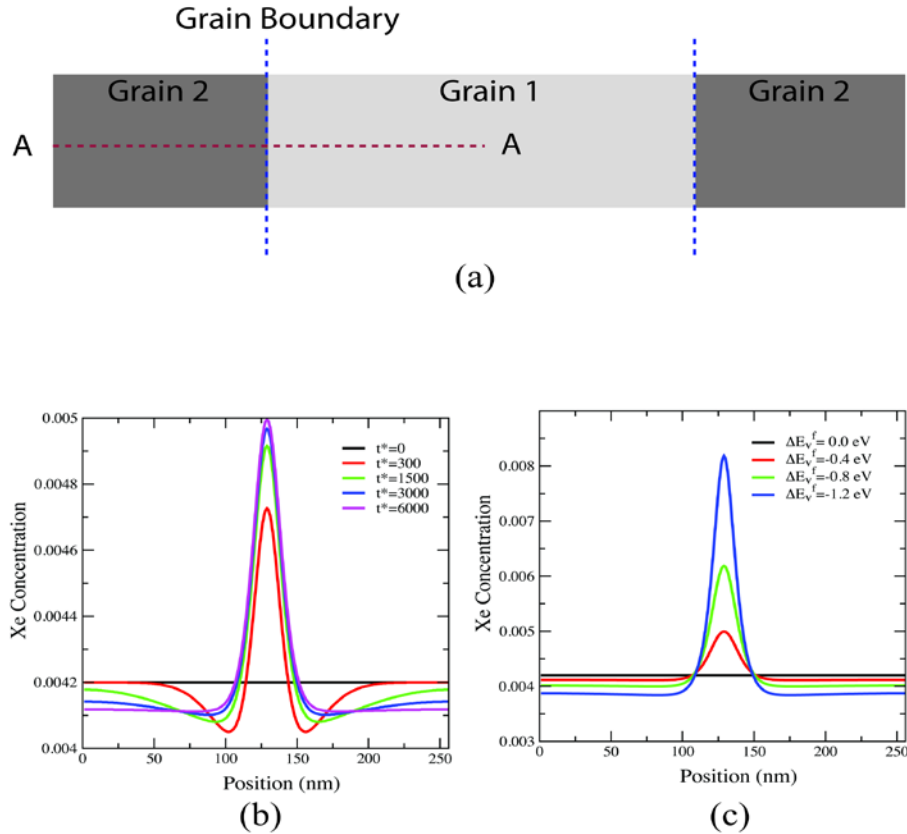 Grain Boundary
Grain 2
Grain 1
Grain 2
A
A
(a)
0.005
0.0048
0.0046
0.0044
0.0042
0.004
Xe Concentration
t*=0
t*=300
t*=1500
t*=3000
t*=6000
0
50
100
150
200
250
Position (nm)
(b)
0.008
0.007
0.006
0.005
0.004
0.003
Xe Concentration
ΔEᵥᶠ= 0.0 eV
ΔEᵥᶠ=-0.4 eV
ΔEᵥᶠ=-0.8 eV
ΔEᵥᶠ=-1.2 eV
0
50
100
150
200
250
Position (nm)
(c)